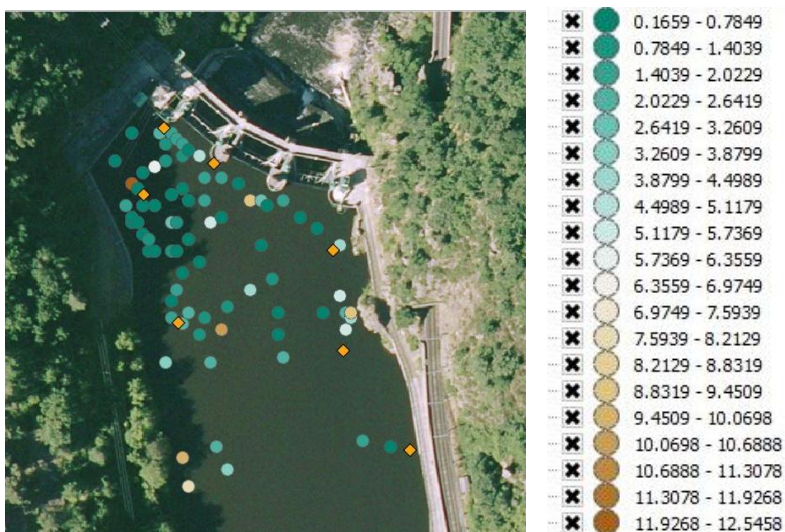 0.1659 - 0.7849
0.7849 - 1.4039
1.4039 - 2.0229
2.0229 - 2.6419
2.6419 - 3.2609
3.2609 - 3.8799
3.8799 - 4.4989
4.4989 - 5.1179
5.1179 - 5.7369
5.7369 - 6.3559
6.3559 - 6.9749
6.9749 - 7.5939
7.5939 - 8.2129
8.2129 - 8.8319
8.8319 - 9.4509
9.4509 - 10.0698
10.0698 - 10.6888
10.6888 - 11.3078
11.3078 - 11.9268
11.9268 - 12.5458